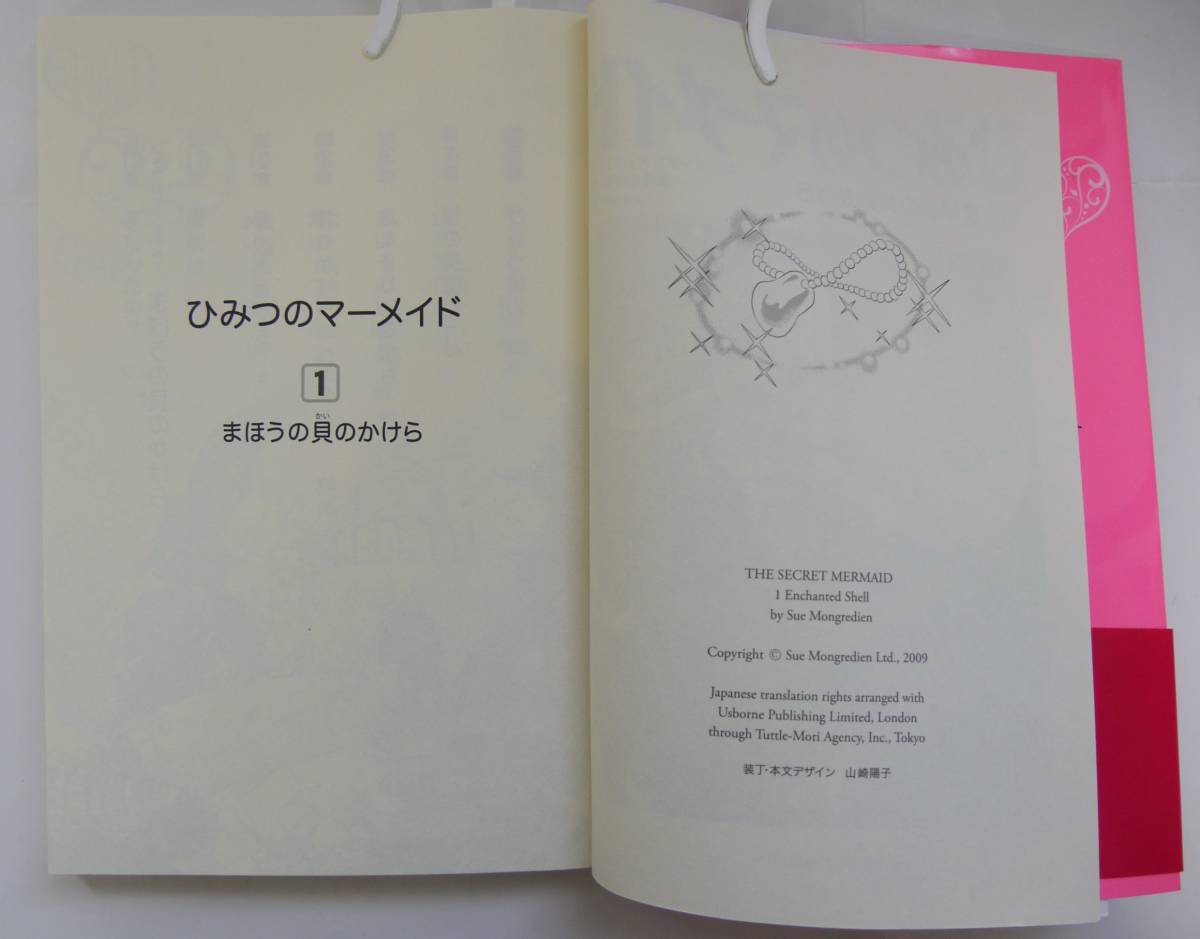 ひみつのマーメイド
1
まほうの貝のかけら
かい
THE SECRET MERMAID
1 Enchanted Shell
by Sue Mongredien
Copyright © Sue Mongredien Ltd., 2009
Japanese translation rights arranged with
Usborne Publishing Limited, London
through Tuttle-Mori Agency, Inc., Tokyo
装丁・本文デザイン　山﨑陽子